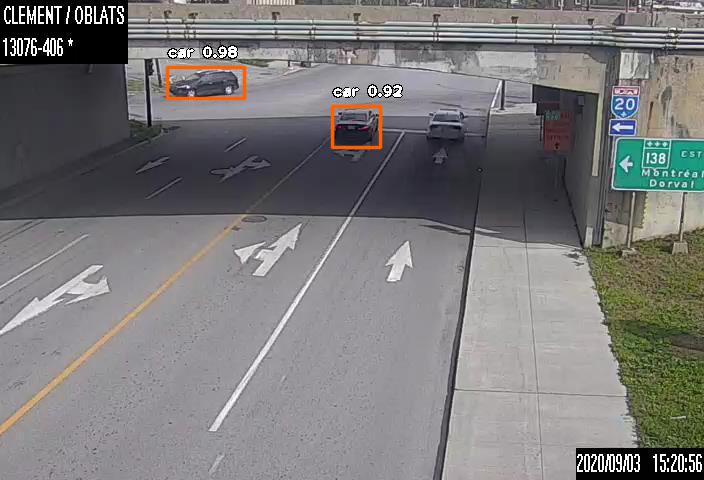 CLEMENT / OBLATS
13076-406 *
car 0.98
car 0.92
20
138 EST
Montréal
Dorval
2020/09/03 15:20:56